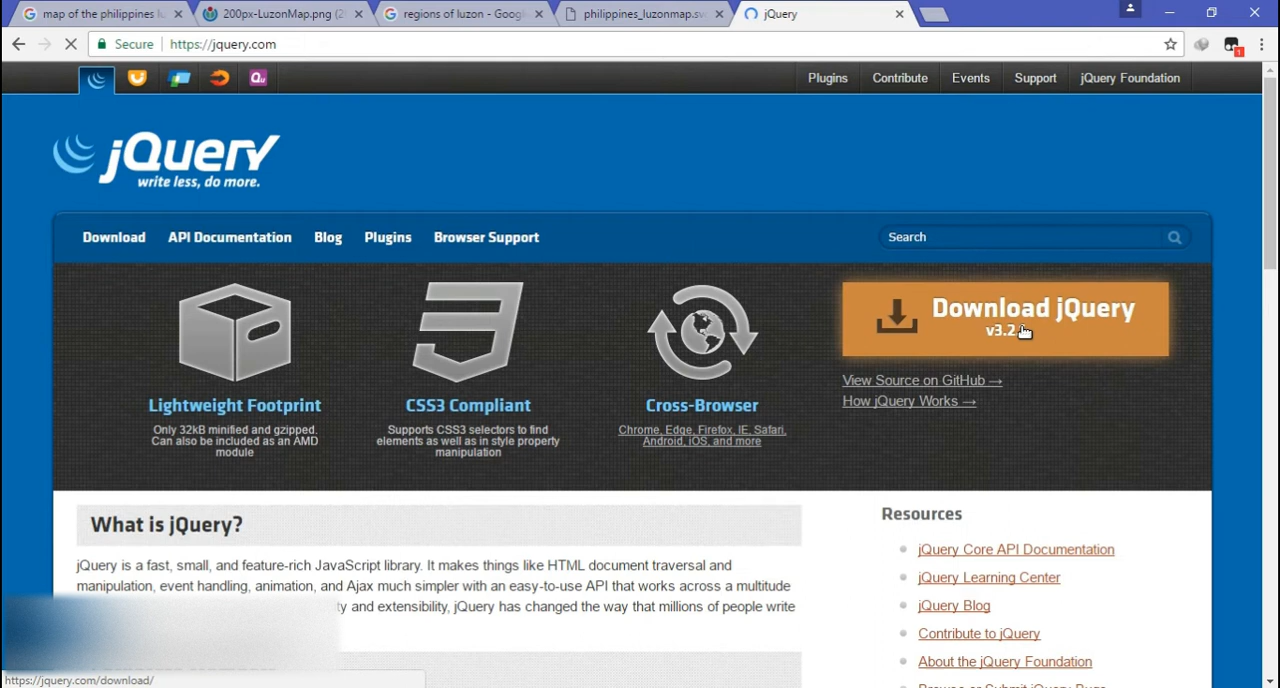 map of the philippines
200px-LuzonMap.png (2
regions of luzon - Goog
philippines_luzonmap.sv
jQuery
Secure
https://jquery.com
1
Plugins
Contribute
Events
Support
jQuery Foundation
jQuery
write less, do more.
Download
API Documentation
Blog
Plugins
Browser Support
Search
Lightweight Footprint
Only 32kB minified and gzipped.
Can also be included as an AMD
module
CSS3 Compliant
Supports CSS3 selectors to find
elements as well as in style property
manipulation
Cross-Browser
Chrome, Edge, Firefox, IE, Safari,
Android, iOS, and more
Download jQuery
v3.2
View Source on GitHub →
How jQuery Works →
What is jQuery?
jQuery is a fast, small, and feature-rich JavaScript library. It makes things like HTML document traversal and
manipulation, event handling, animation, and Ajax much simpler with an easy-to-use API that works across a multitude
ty and extensibility, jQuery has changed the way that millions of people write
Resources
jQuery Core API Documentation
jQuery Learning Center
jQuery Blog
Contribute to jQuery
About the jQuery Foundation
Browse or Submit jQuery Bugs
https://jquery.com/download/